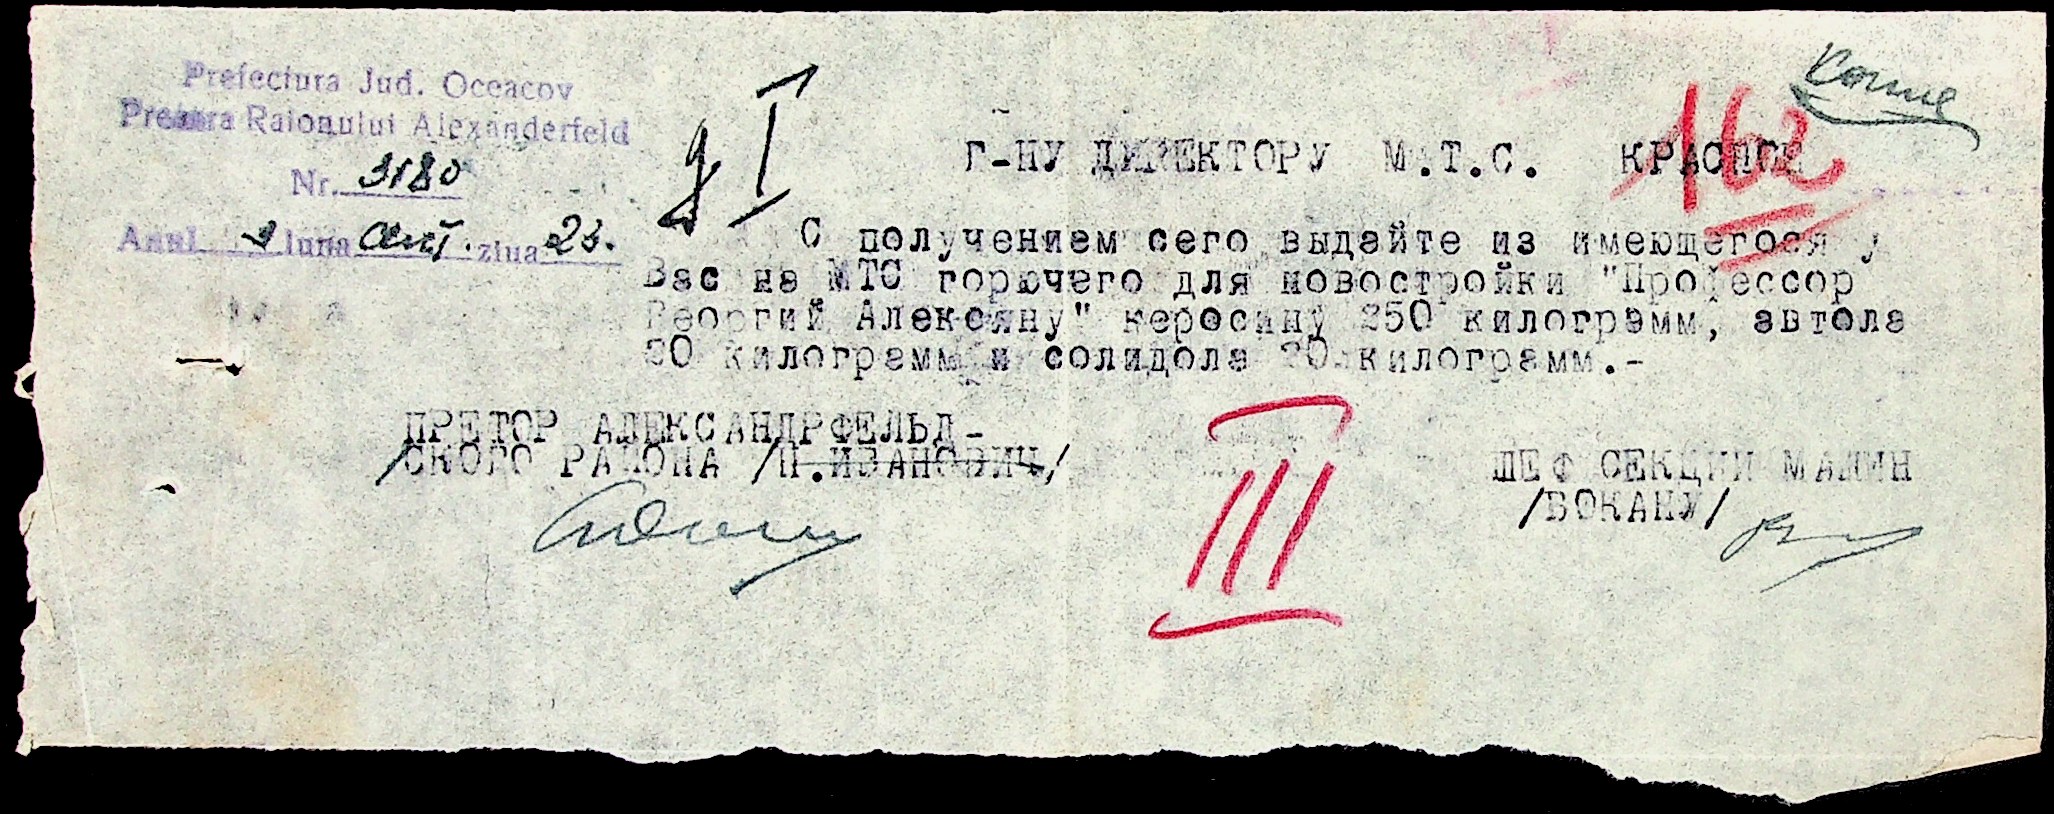 Prefectura Jud. Oceacov
Pretura Raionului Alexanderfeld
Nr. 3180
Anul luna ziua 23.
I
Копие
162
Г-НУ ДИРЕКТОРУ М.Т.С. КРАСНОЕ
С получением сего выдайте из имеющегося у
Вас на МТС горючего для новостройки "Профессор
Георгий Алексяну" керосину 250 килограмм, автола
килограмм и солидола килограмм.-
ПРЕТОР АЛЕКСАНДРФЕЛЬД-
/СКОГО РАЙОНА /П.ИВАНОВИЧ/
III
ШЕФ СЕКЦИИ МАШИН
/БОКАНУ/